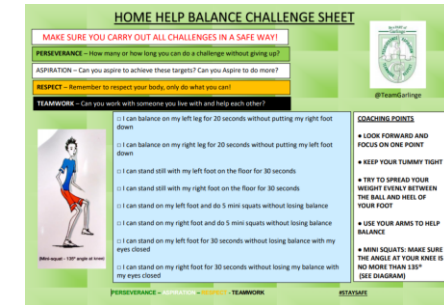 HOME HELP BALANCE CHALLENGE SHEET
MAKE SURE YOU CARRY OUT ALL CHALLENGES IN A SAFE WAY!
PERSEVERANCE – How many or how long you can do a challenge without giving up?
ASPIRATION – Can you aspire to achieve these targets? Can you Aspire to do more?
RESPECT – Remember to respect your body, only do what you can!
TEAMWORK – Can you work with someone you live with and help each other?
@TeamGarlinge
□ I can balance on my left leg for 20 seconds without putting my right foot
down
□ I can balance on my right leg for 20 seconds without putting my left foot
down
□ I can stand still with my left foot on the floor for 30 seconds
□ I can stand still with my right foot on the floor for 30 seconds
□ I can stand on my left foot and do 5 mini squats without losing balance
□ I can stand on my right foot and do 5 mini squats without losing balance
□ I can stand on my left foot for 30 seconds without losing balance with my
eyes closed
□ I can stand on my right foot for 30 seconds without losing my balance with
my eyes closed
COACHING POINTS
● LOOK FORWARD AND
FOCUS ON ONE POINT
● KEEP YOUR TUMMY TIGHT
● TRY TO SPREAD YOUR
WEIGHT EVENLY BETWEEN
THE BALL AND HEEL OF
YOUR FOOT
● USE YOUR ARMS TO HELP
BALANCE
● MINI SQUATS: MAKE SURE
THE ANGLE AT YOUR KNEE IS
NO MORE THAN 135°
(SEE DIAGRAM)
(Mini-squat - 135° angle at knee)
PERSEVERANCE – ASPIRATION – RESPECT - TEAMWORK
#STAYSAFE